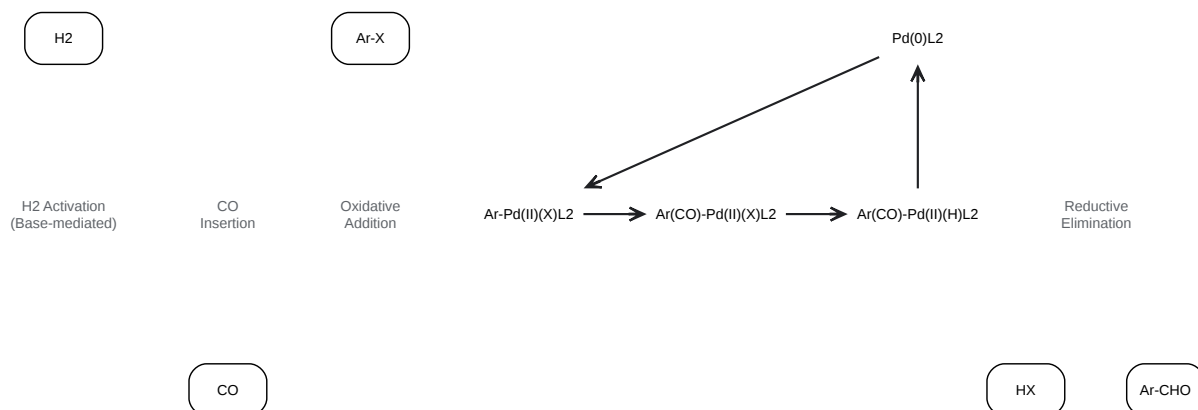 H2
Ar-X
Pd(0)L2
H2 Activation
(Base-mediated)
CO
Insertion
Oxidative
Addition
Ar-Pd(II)(X)L2
Ar(CO)-Pd(II)(X)L2
Ar(CO)-Pd(II)(H)L2
Reductive
Elimination
CO
HX
Ar-CHO